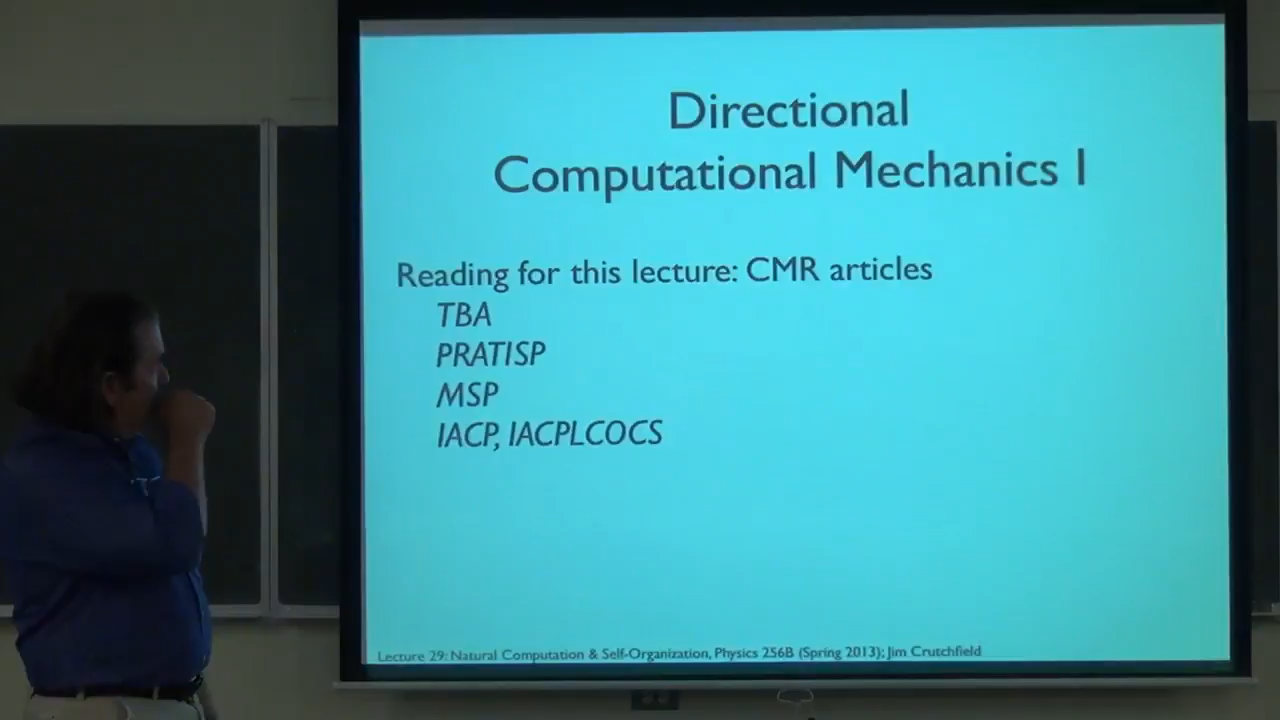 Directional
Computational Mechanics I
Reading for this lecture: CMR articles
TBA
PRATISP
MSP
IACP, IACPLCOCS
Lecture 29: Natural Computation & Self-Organization, Physics 256B (Spring 2013); Jim Crutchfield